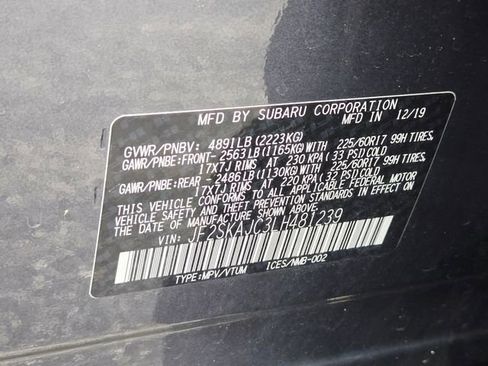 MFD BY SUBARU CORPORATION
MFD IN 12/19
GVWR/PNBV: 4891LB(2223KG)
GAWR/PNBE:FRONT-2563LB(1165KG)WITH 225/60R17 99H TIRES,
17X7J RIMS AT 230 KPA(33 PSI)COLD
GAWR/PNBE:REAR -2486LB(1130KG)WITH 225/60R17 99H TIRES,
17X7J RIMS AT 220 KPA(32 PSI)COLD
THIS VEHICLE CONFORMS TO ALL APPLICABLE FEDERAL MOTOR
VEHICLE SAFETY AND THEFT PREVENTION STANDARDS
IN EFFECT ON THE DATE OF MANUFACTURE SHOWN ABOVE.
VIN: JF2SKAJC3LH481239
TYPE:MPV/VTUM ICES/NMB-002